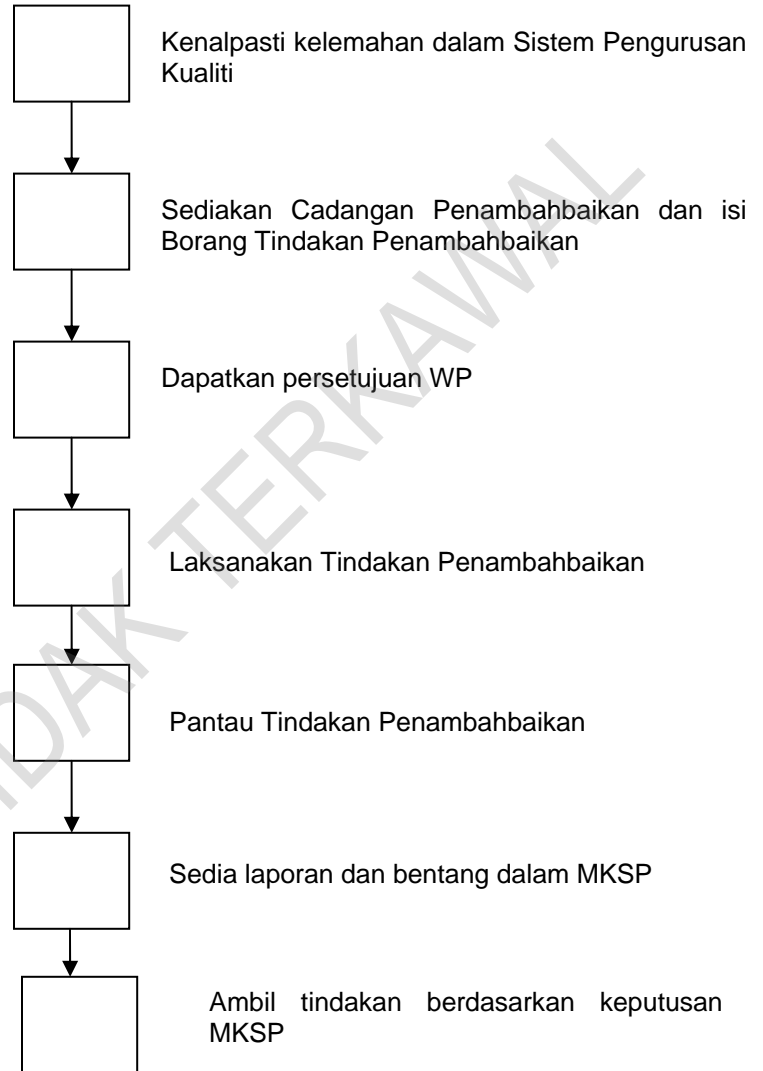 Kenalpasti kelemahan dalam Sistem Pengurusan
Kualiti
Sediakan Cadangan Penambahbaikan dan isi
Borang Tindakan Penambahbaikan
Dapatkan persetujuan WP
Laksanakan Tindakan Penambahbaikan
Pantau Tindakan Penambahbaikan
Sedia laporan dan bentang dalam MKSP
Ambil tindakan berdasarkan keputusan
MKSP
IDAK TERKAWAL